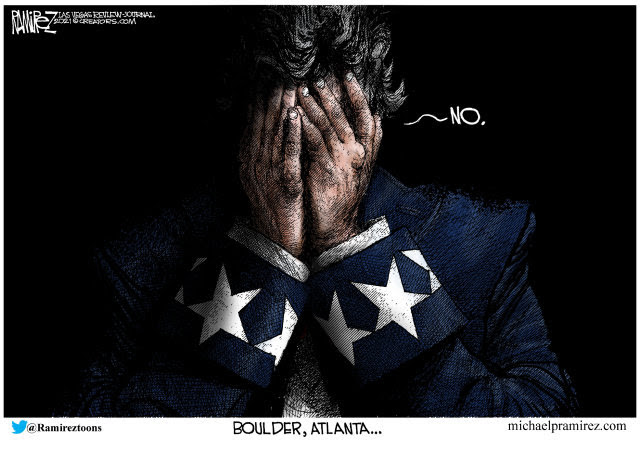 RAMIREZ
LAS VEGAS REVIEW-JOURNAL
2021 © CREATORS.COM
NO.
@Ramireztoons
BOULDER, ATLANTA...
michaelpramirez.com